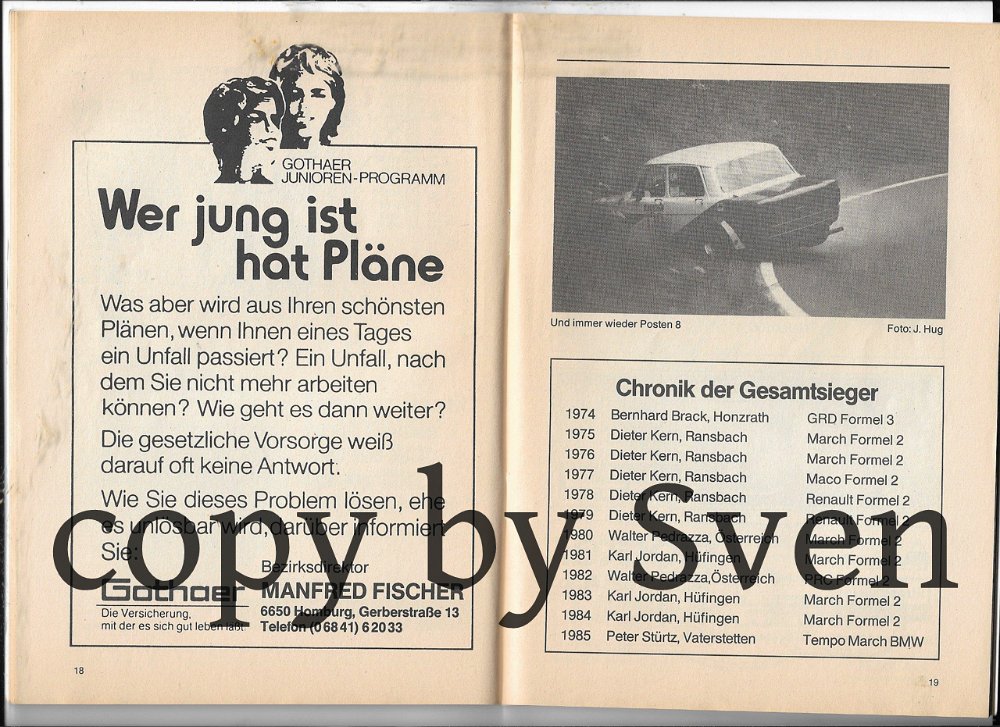 GOTHAER
JUNIOREN-PROGRAMM
Wer jung ist
hat Pläne
Was aber wird aus Ihren schönsten
Plänen, wenn Ihnen eines Tages
ein Unfall passiert? Ein Unfall, nach
dem Sie nicht mehr arbeiten
können? Wie geht es dann weiter?
Die gesetzliche Vorsorge weiß
darauf oft keine Antwort.
Wie Sie dieses Problem lösen, ehe
es unlösbar wird, darüber informiert
Sie:
Gothaer
Die Versicherung,
mit der es sich gut leben läßt
Bezirksdirektor
MANFRED FISCHER
6650 Homburg, Gerberstraße 13
Telefon (0 68 41) 6 20 33
18
Und immer wieder Posten 8 Foto: J. Hug
Chronik der Gesamtsieger
1974 Bernhard Brack, Honzrath GRD Formel 3
1975 Dieter Kern, Ransbach March Formel 2
1976 Dieter Kern, Ransbach March Formel 2
1977 Dieter Kern, Ransbach Maco Formel 2
1978 Dieter Kern, Ransbach Renault Formel 2
1979 Dieter Kern, Ransbach Renault Formel 2
1980 Walter Pedrazza, Österreich March Formel 2
1981 Karl Jordan, Hüfingen March Formel 2
1982 Walter Pedrazza, Österreich PRC Formel 2
1983 Karl Jordan, Hüfingen March Formel 2
1984 Karl Jordan, Hüfingen March Formel 2
1985 Peter Stürtz, Vaterstetten Tempo March BMW
19
copy by Sven